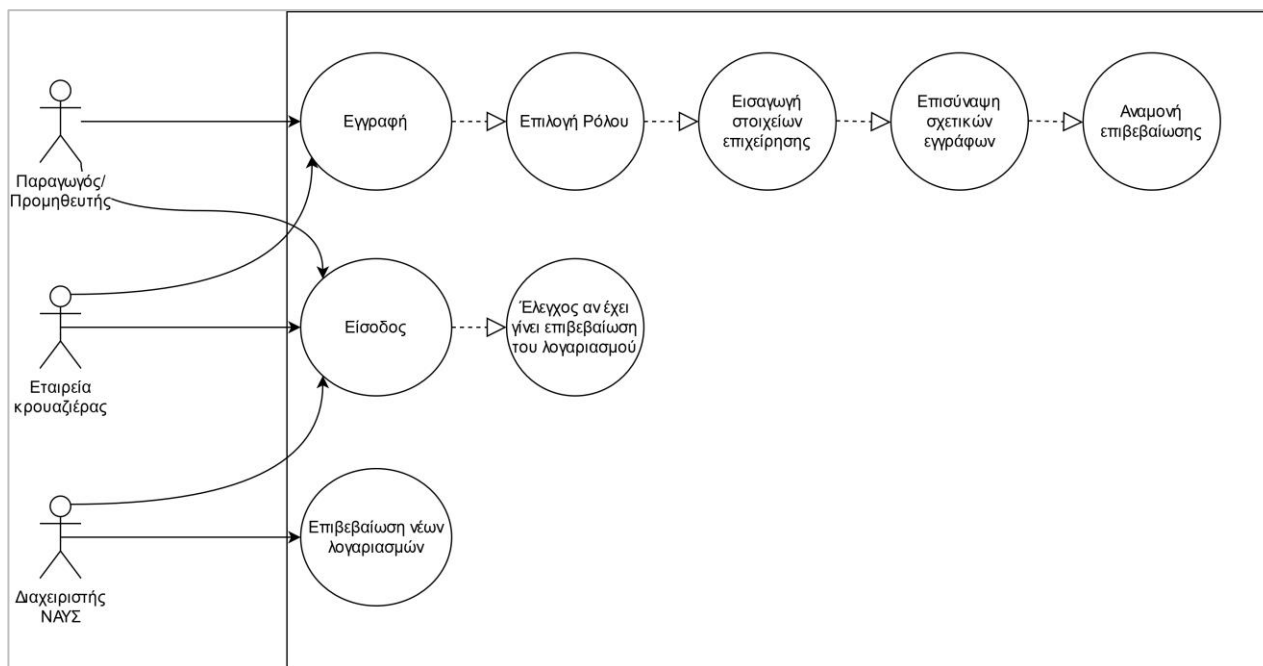 Παραγωγός/
Προμηθευτής
Εγγραφή
Επιλογή Ρόλου
Εισαγωγή
στοιχείων
επιχείρησης
Επισύναψη
σχετικών
εγγράφων
Αναμονή
επιβεβαίωσης
Εταιρεία
κρουαζιέρας
Είσοδος
Έλεγχος αν έχει
γίνει επιβεβαίωση
του λογαριασμού
Διαχειριστής
ΝΑΥΣ
Επιβεβαίωση νέων
λογαριασμών